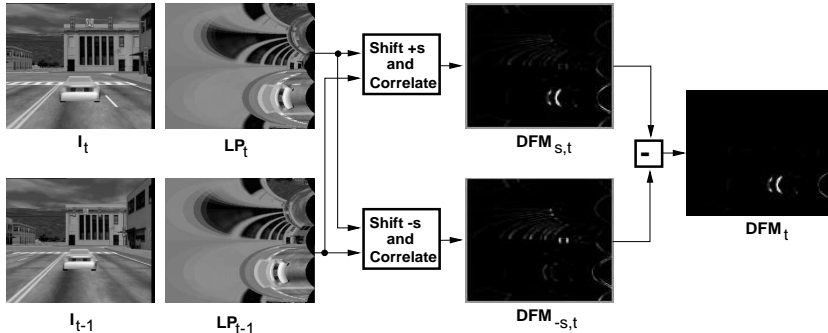 I_t
LP_t
Shift +s
and
Correlate
DFM_s,t
-
DFM_t
I_t-1
LP_t-1
Shift -s
and
Correlate
DFM_-s,t